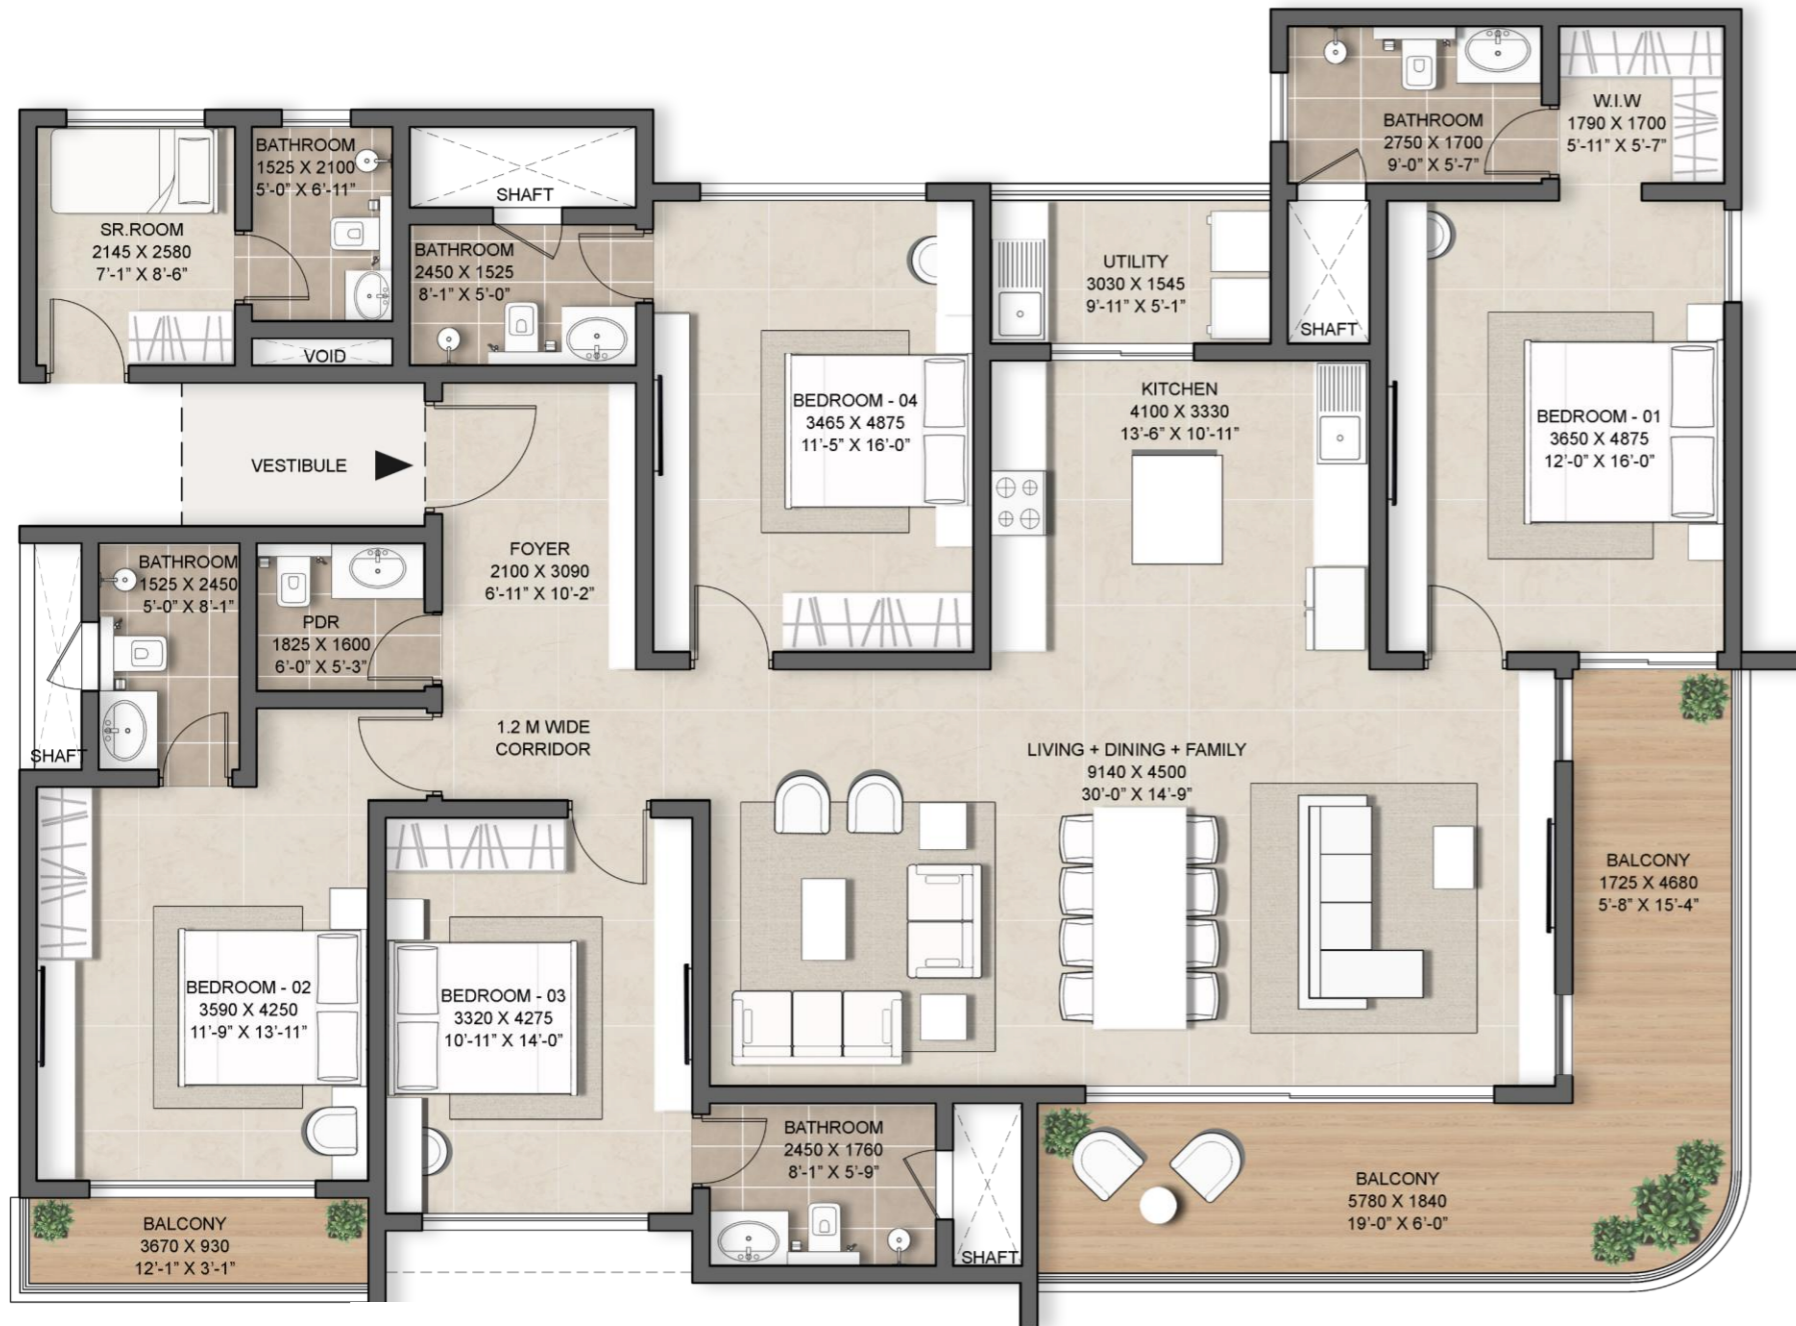 BATHROOM
2750 X 1700
9'-0" X 5'-7"
W.I.W
1790 X 1700
5'-11" X 5'-7"
SR.ROOM
2145 X 2580
7'-1" X 8'-6"
BATHROOM
1525 X 2100
5'-0" X 6'-11"
SHAFT
BATHROOM
2450 X 1525
8'-1" X 5'-0"
UTILITY
3030 X 1545
9'-11" X 5'-1"
SHAFT
VOID
BEDROOM - 04
3465 X 4875
11'-5" X 16'-0"
KITCHEN
4100 X 3330
13'-6" X 10'-11"
BEDROOM - 01
3650 X 4875
12'-0" X 16'-0"
VESTIBULE
FOYER
2100 X 3090
6'-11" X 10'-2"
BATHROOM
1525 X 2450
5'-0" X 8'-1"
PDR
1825 X 1600
6'-0" X 5'-3"
SHAFT
1.2 M WIDE
CORRIDOR
LIVING + DINING + FAMILY
9140 X 4500
30'-0" X 14'-9"
BALCONY
1725 X 4680
5'-8" X 15'-4"
BEDROOM - 02
3590 X 4250
11'-9" X 13'-11"
BEDROOM - 03
3320 X 4275
10'-11" X 14'-0"
BATHROOM
2450 X 1760
8'-1" X 5'-9"
SHAFT
BALCONY
5780 X 1840
19'-0" X 6'-0"
BALCONY
3670 X 930
12'-1" X 3'-1"